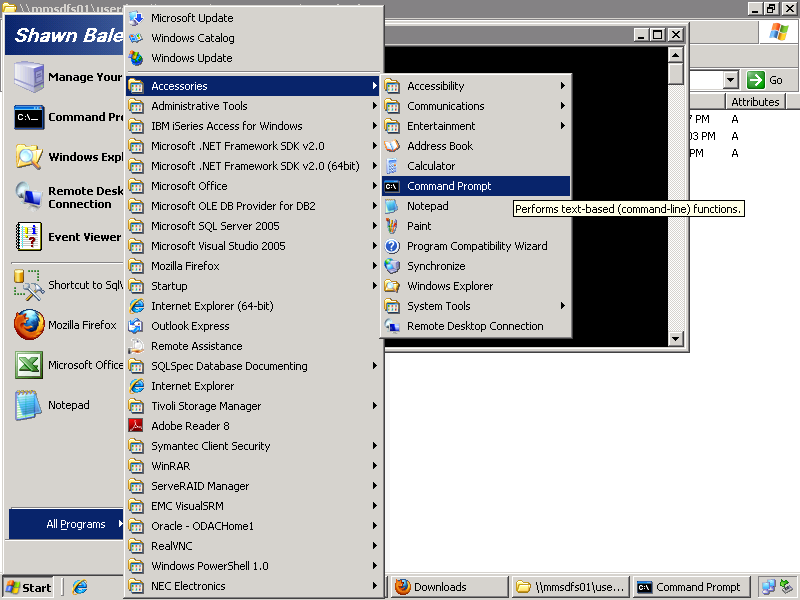 \\mmsdfs01\user
Shawn Bale
Manage Your
Command Pr
Windows Expl
Remote Desk
Connection
Event Viewer
Shortcut to Sql
Mozilla Firefox
Microsoft Office
Notepad
All Programs
Microsoft Update
Windows Catalog
Windows Update
Accessories
Administrative Tools
IBM iSeries Access for Windows
Microsoft .NET Framework SDK v2.0
Microsoft .NET Framework SDK v2.0 (64bit)
Microsoft Office
Microsoft OLE DB Provider for DB2
Microsoft SQL Server 2005
Microsoft Visual Studio 2005
Mozilla Firefox
Startup
Internet Explorer (64-bit)
Outlook Express
Remote Assistance
SQLSpec Database Documenting
Internet Explorer
Tivoli Storage Manager
Adobe Reader 8
Symantec Client Security
WinRAR
ServeRAID Manager
EMC VisualSRM
Oracle - ODACHome1
RealVNC
Windows PowerShell 1.0
NEC Electronics
Accessibility
Communications
Entertainment
Address Book
Calculator
Command Prompt
Notepad
Paint
Program Compatibility Wizard
Synchronize
Windows Explorer
System Tools
Remote Desktop Connection
Performs text-based (command-line) functions.
Go
Attributes
PM A
03 PM A
PM A
Start
Downloads
\\mmsdfs01\use...
Command Prompt